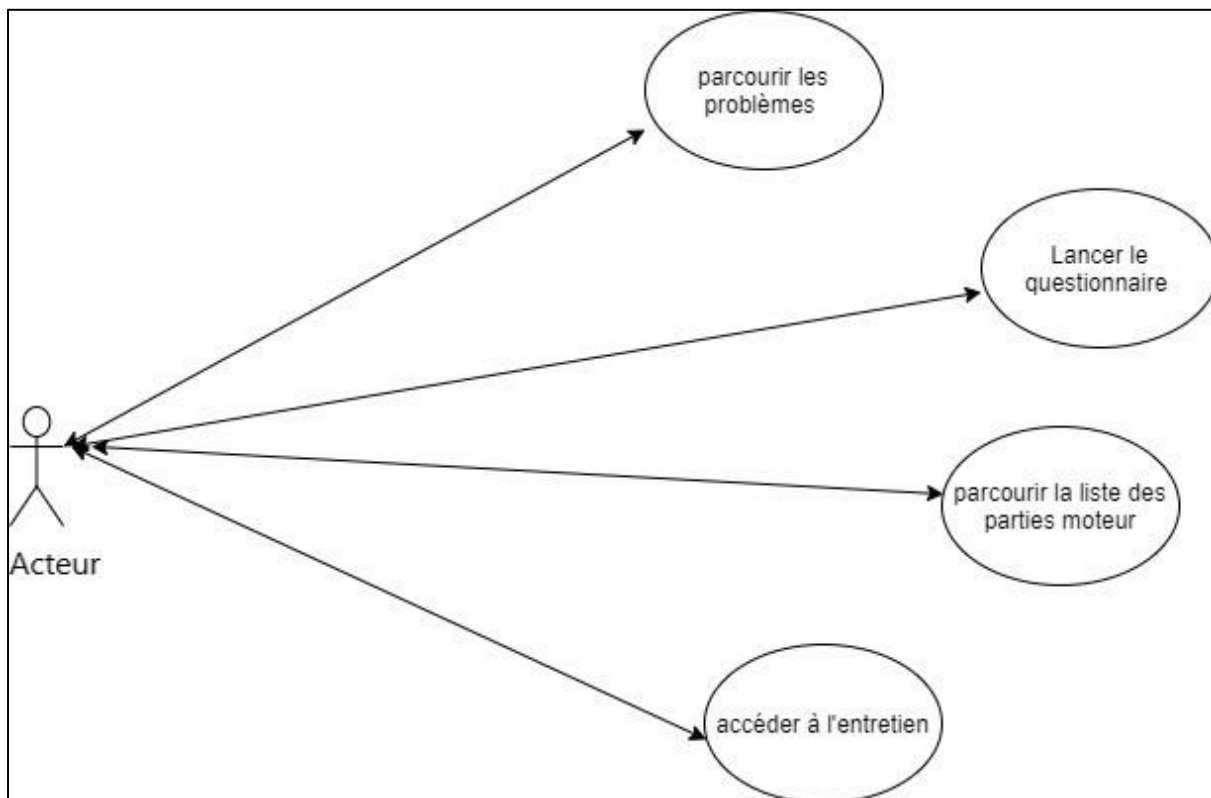 parcourir les
problèmes
Lancer le
questionnaire
parcourir la liste des
parties moteur
Acteur
accéder à l'entretien